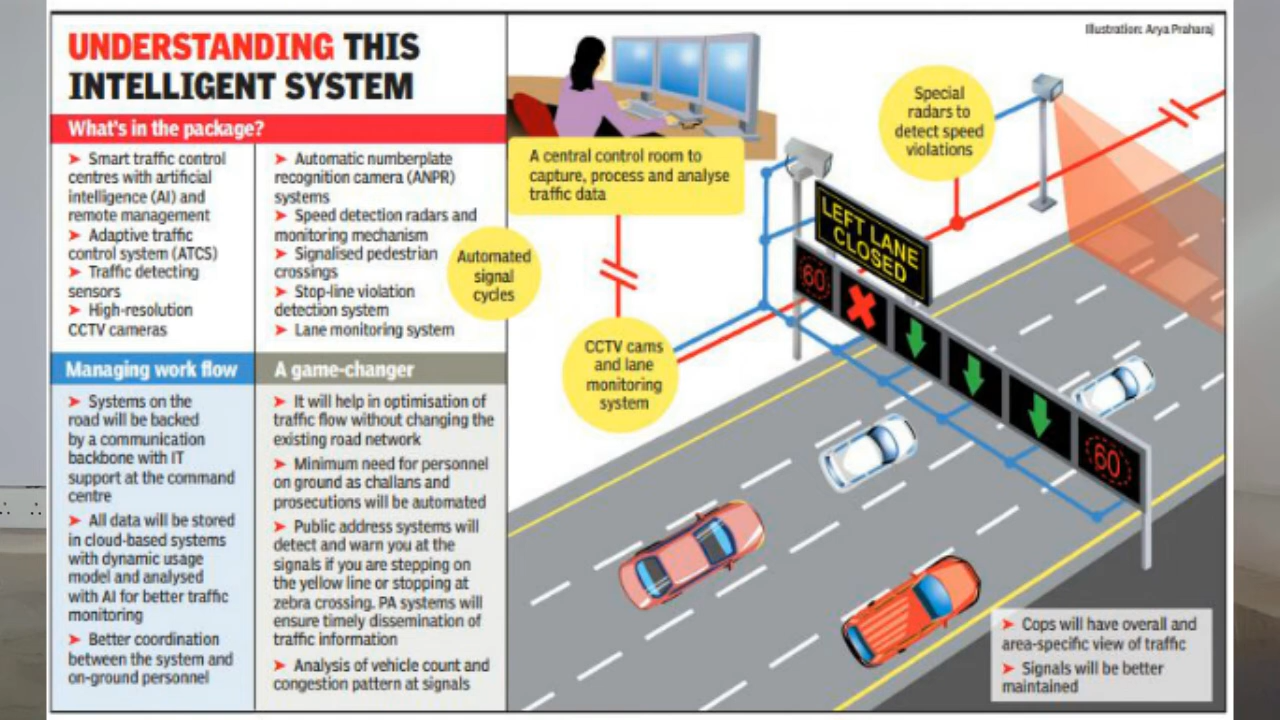 UNDERSTANDING THIS
INTELLIGENT SYSTEM
What's in the package?
➤ Smart traffic control
centres with artificial
intelligence (AI) and
remote management
➤ Adaptive traffic
control system (ATCS)
➤ Traffic detecting
sensors
➤ High-resolution
CCTV cameras
➤ Automatic numberplate
recognition camera (ANPR)
systems
➤ Speed detection radars and
monitoring mechanism
➤ Signalised pedestrian
crossings
➤ Stop-line violation
detection system
➤ Lane monitoring system
Managing work flow
➤ Systems on the
road will be backed
by a communication
backbone with IT
support at the command
centre
➤ All data will be stored
in cloud-based systems
with dynamic usage
model and analysed
with AI for better traffic
monitoring
➤ Better coordination
between the system and
on-ground personnel
A game-changer
➤ It will help in optimisation of
traffic flow without changing the
existing road network
➤ Minimum need for personnel
on ground as challans and
prosecutions will be automated
➤ Public address systems will
detect and warn you at the
signals if you are stepping on
the yellow line or stopping at
zebra crossing. PA systems will
ensure timely dissemination of
traffic information
➤ Analysis of vehicle count and
congestion pattern at signals
Automated
signal
cycles
A central control room to
capture, process and analyse
traffic data
CCTV cams
and lane
monitoring
system
Special
radars to
detect speed
violations
Illustration: Arya Praharaj
LEFT LANE
CLOSED
60
60
➤ Cops will have overall and
area-specific view of traffic
➤ Signals will be better
maintained